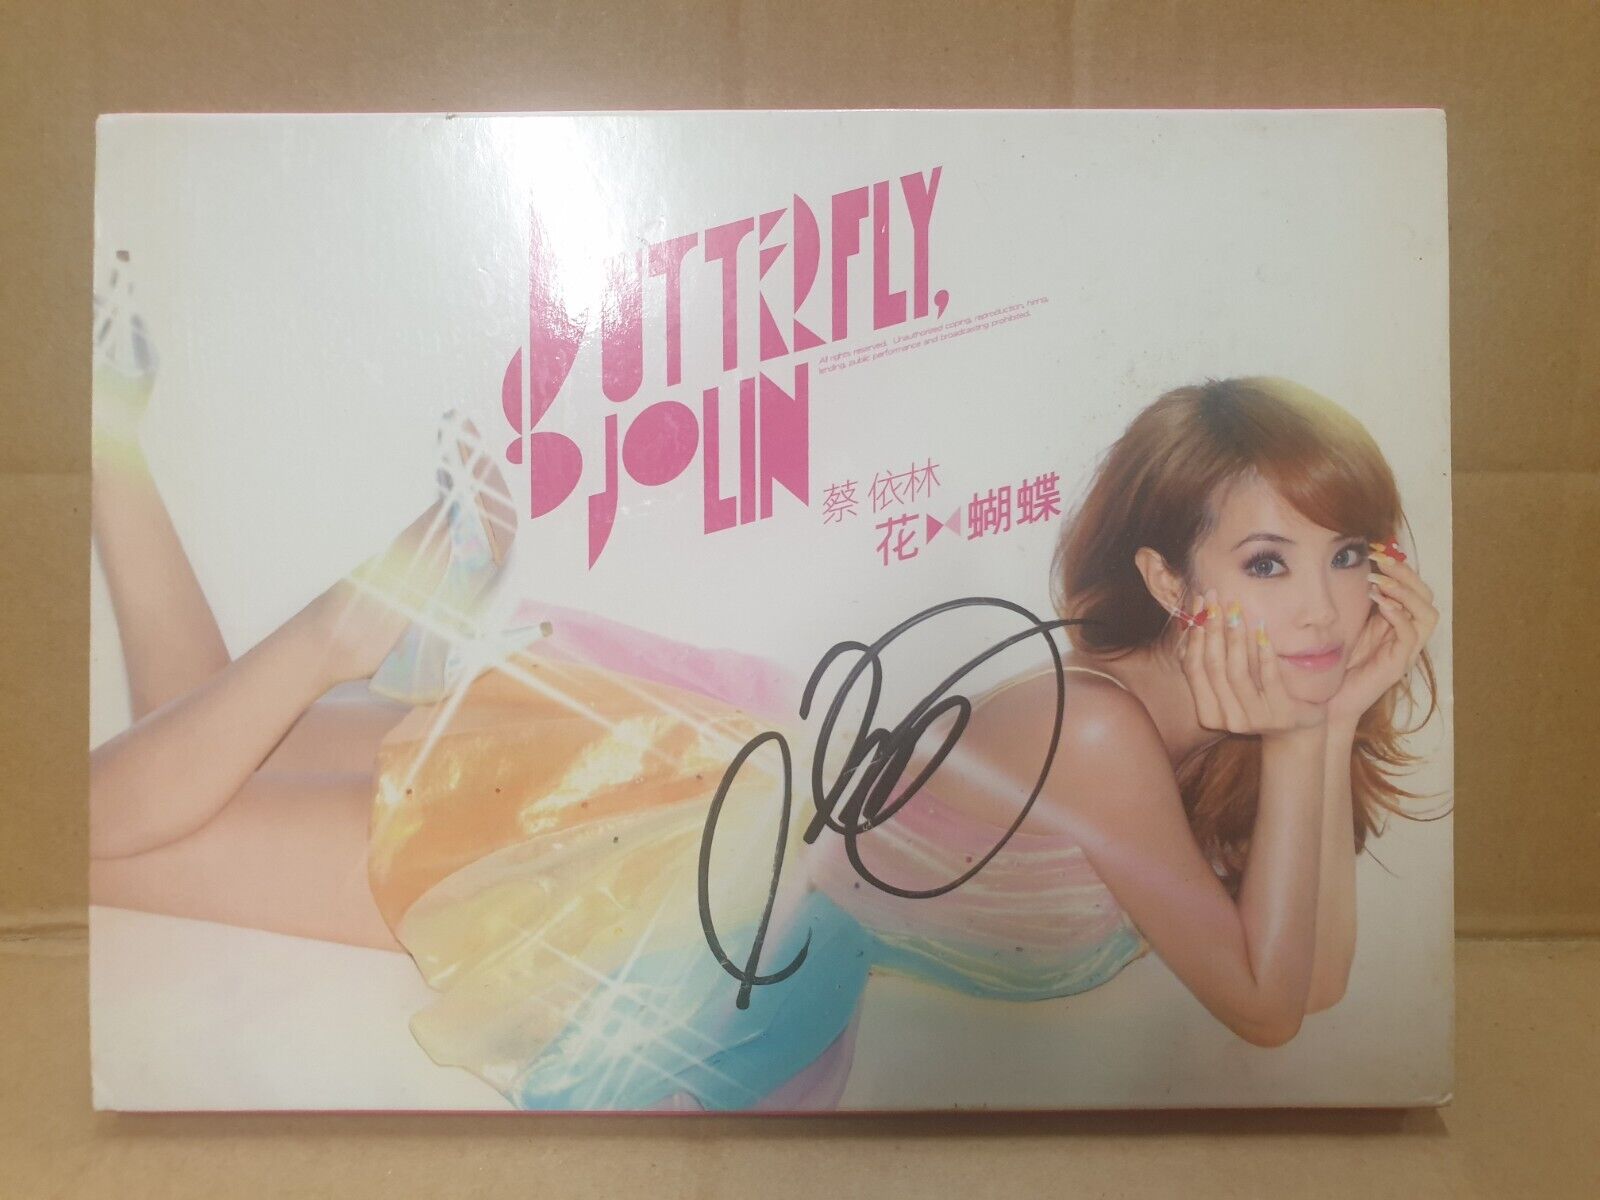 BUTTERFLY,
All rights reserved. Unauthorized coping, reproduction, hiring,
lending, public performance and broadcasting prohibited.
JOLIN
蔡依林
花蝴蝶